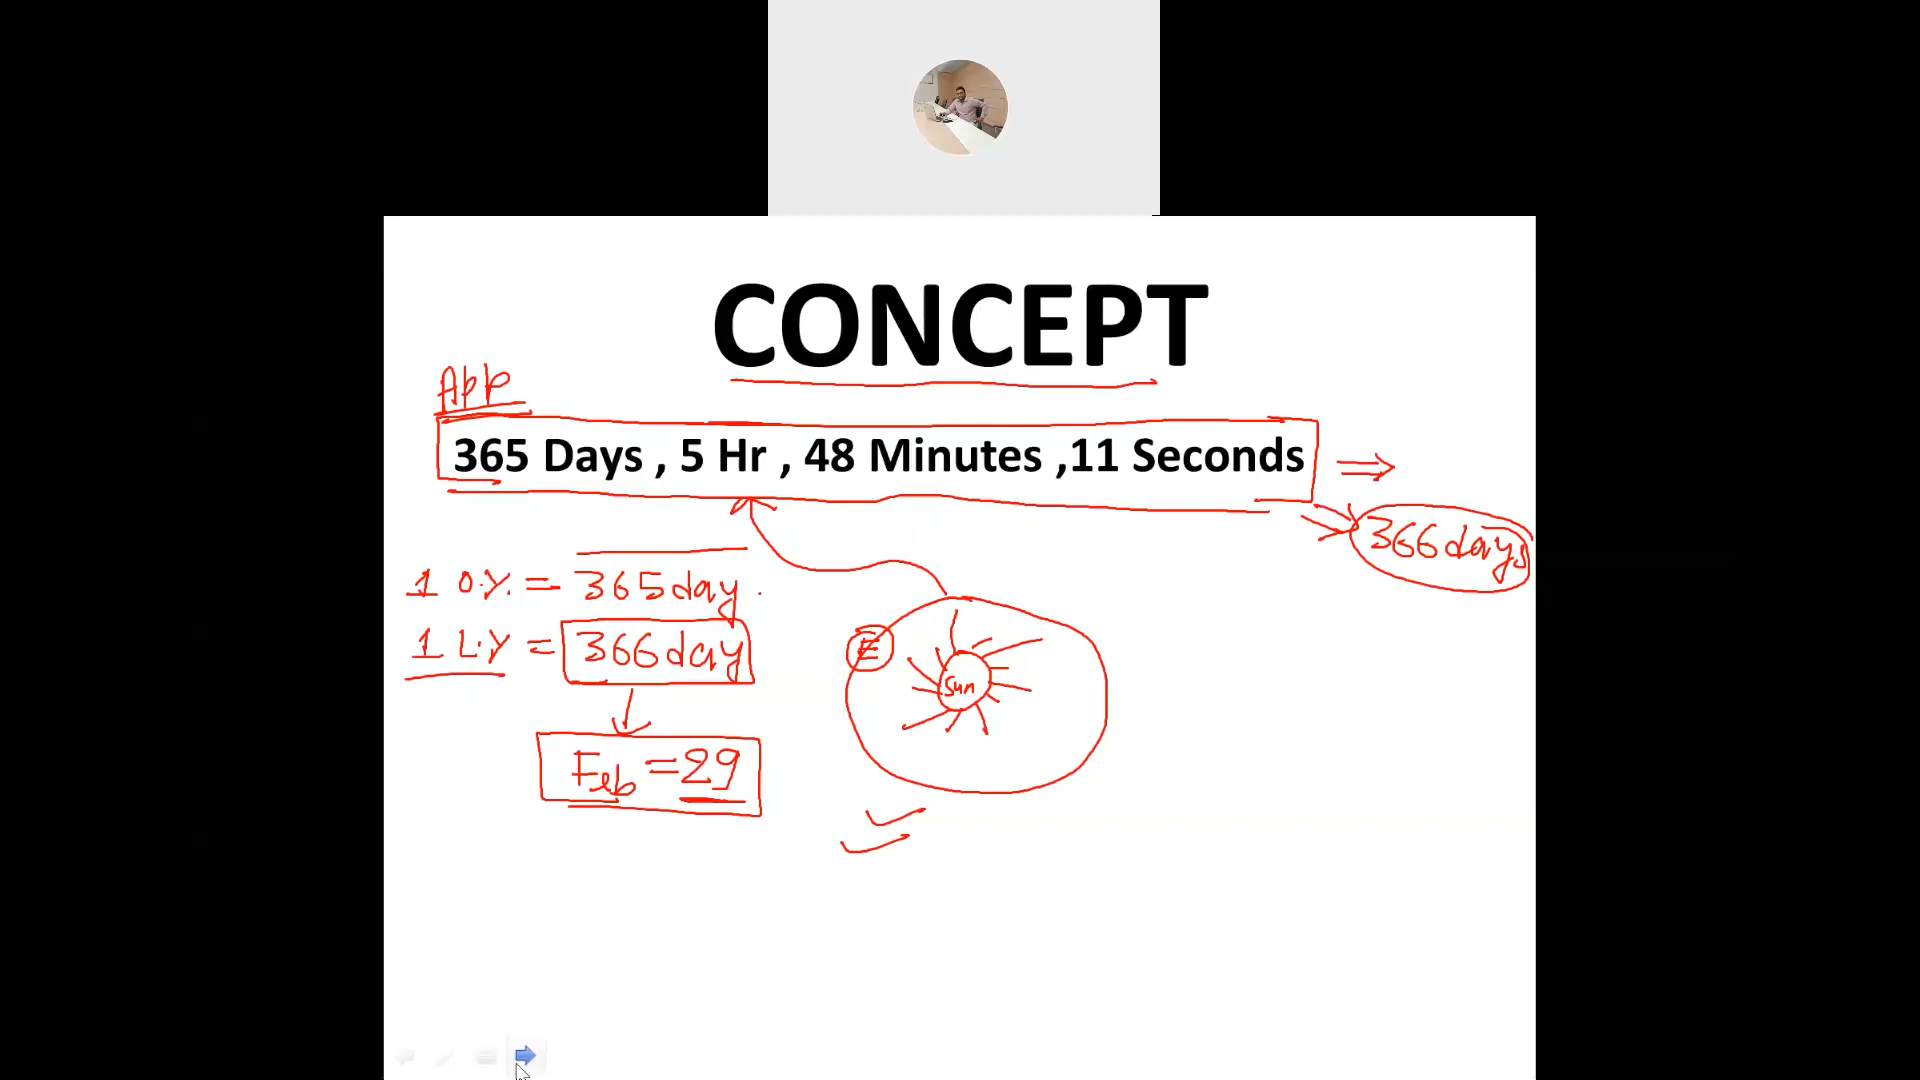 CONCEPT
App
365 Days , 5 Hr , 48 Minutes ,11 Seconds
366 days
1 O.Y. = 365 day.
1 L.Y = 366 day
E
Sun
Feb = 29